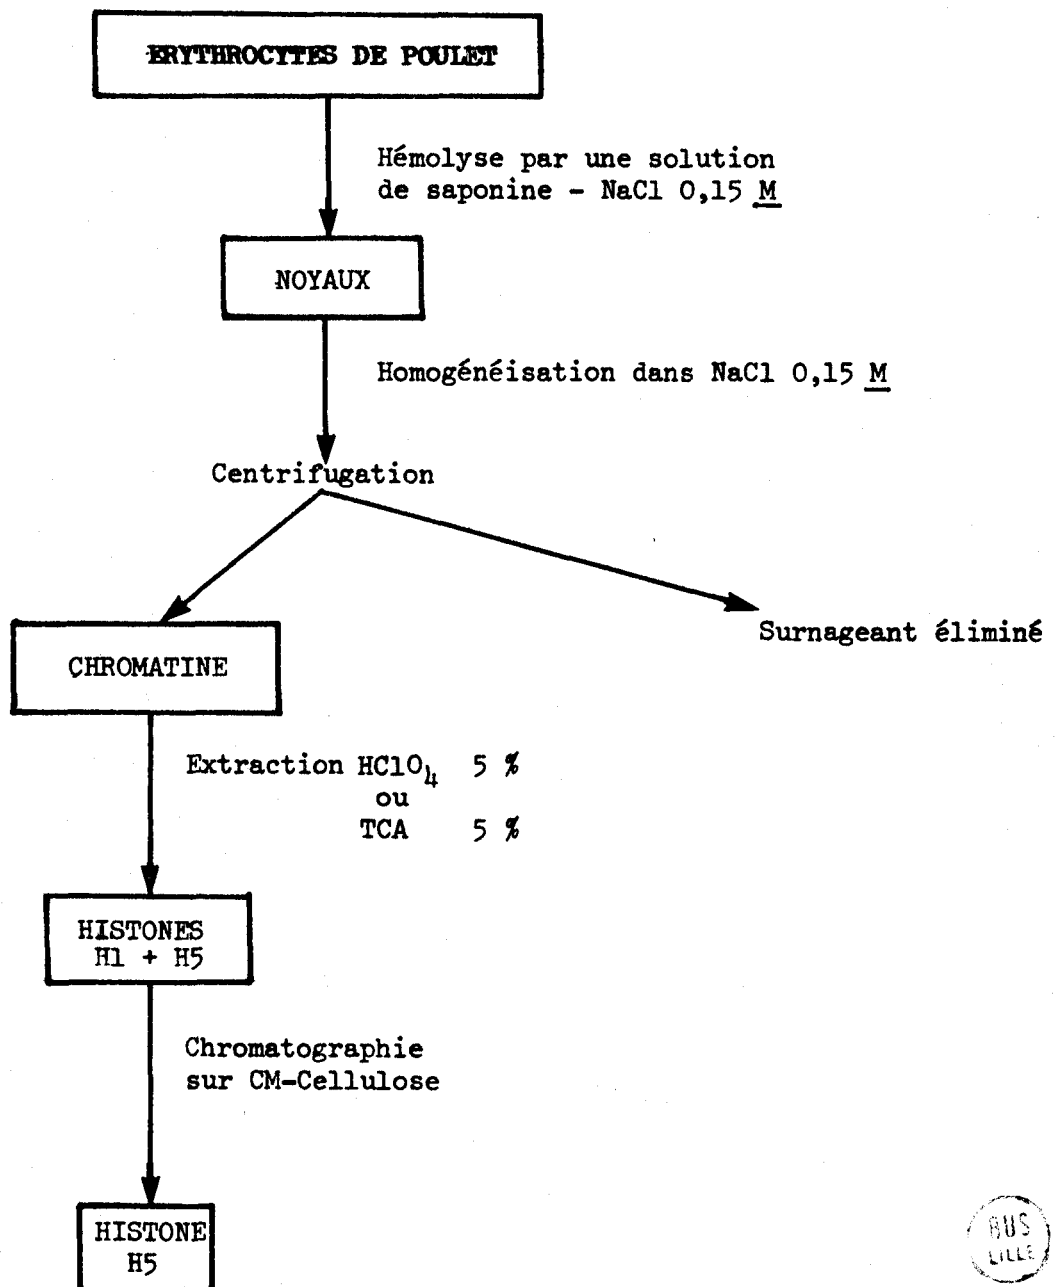 ERYTHROCYTES DE POULET
Hémolyse par une solution
de saponine - NaCl 0,15 M
NOYAUX
Homogénéisation dans NaCl 0,15 M
Centrifugation
Surnageant éliminé
CHROMATINE
Extraction HClO4 5 %
ou
TCA 5 %
HISTONES
H1 + H5
Chromatographie
sur CM-Cellulose
HISTONE
H5
BUS
LILLE